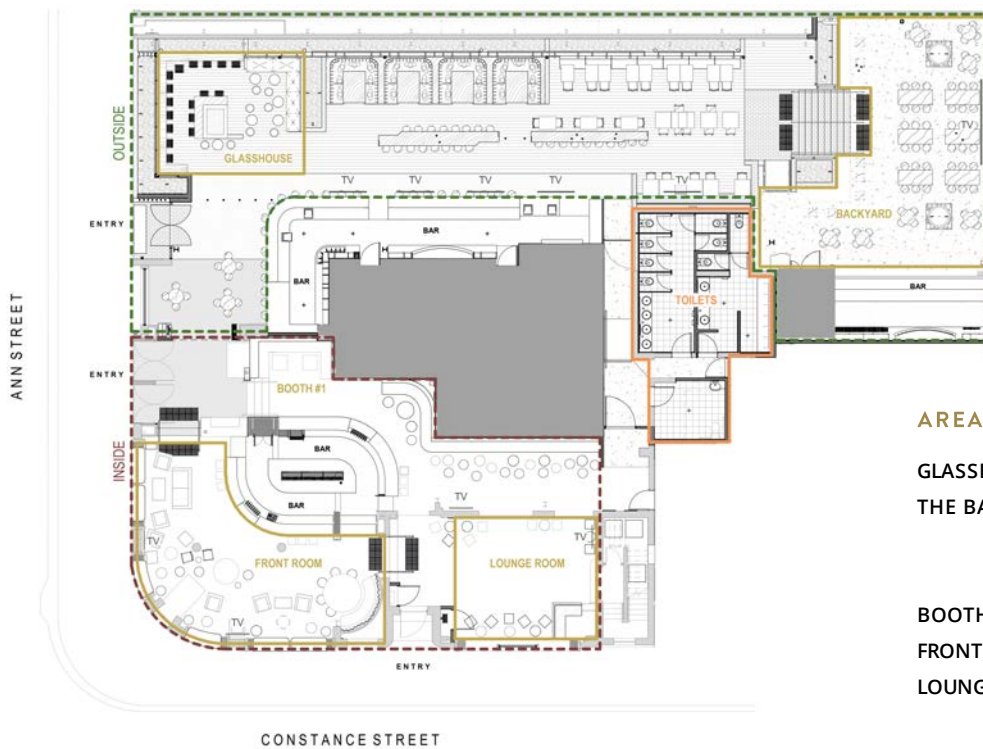 OUTSIDE
GLASSHOUSE
TV
TV
TV
TV
TV
TV
ENTRY
BAR
BAR
BACKYARD
H
H
H
BAR
TOILETS
ANN STREET
ENTRY
BOOTH #1
INSIDE
BAR
BAR
TV
TV
TV
FRONT ROOM
LOUNGE ROOM
TV
ENTRY
CONSTANCE STREET
AREA
GLASSH
THE BA
BOOTH
FRONT
LOUNG